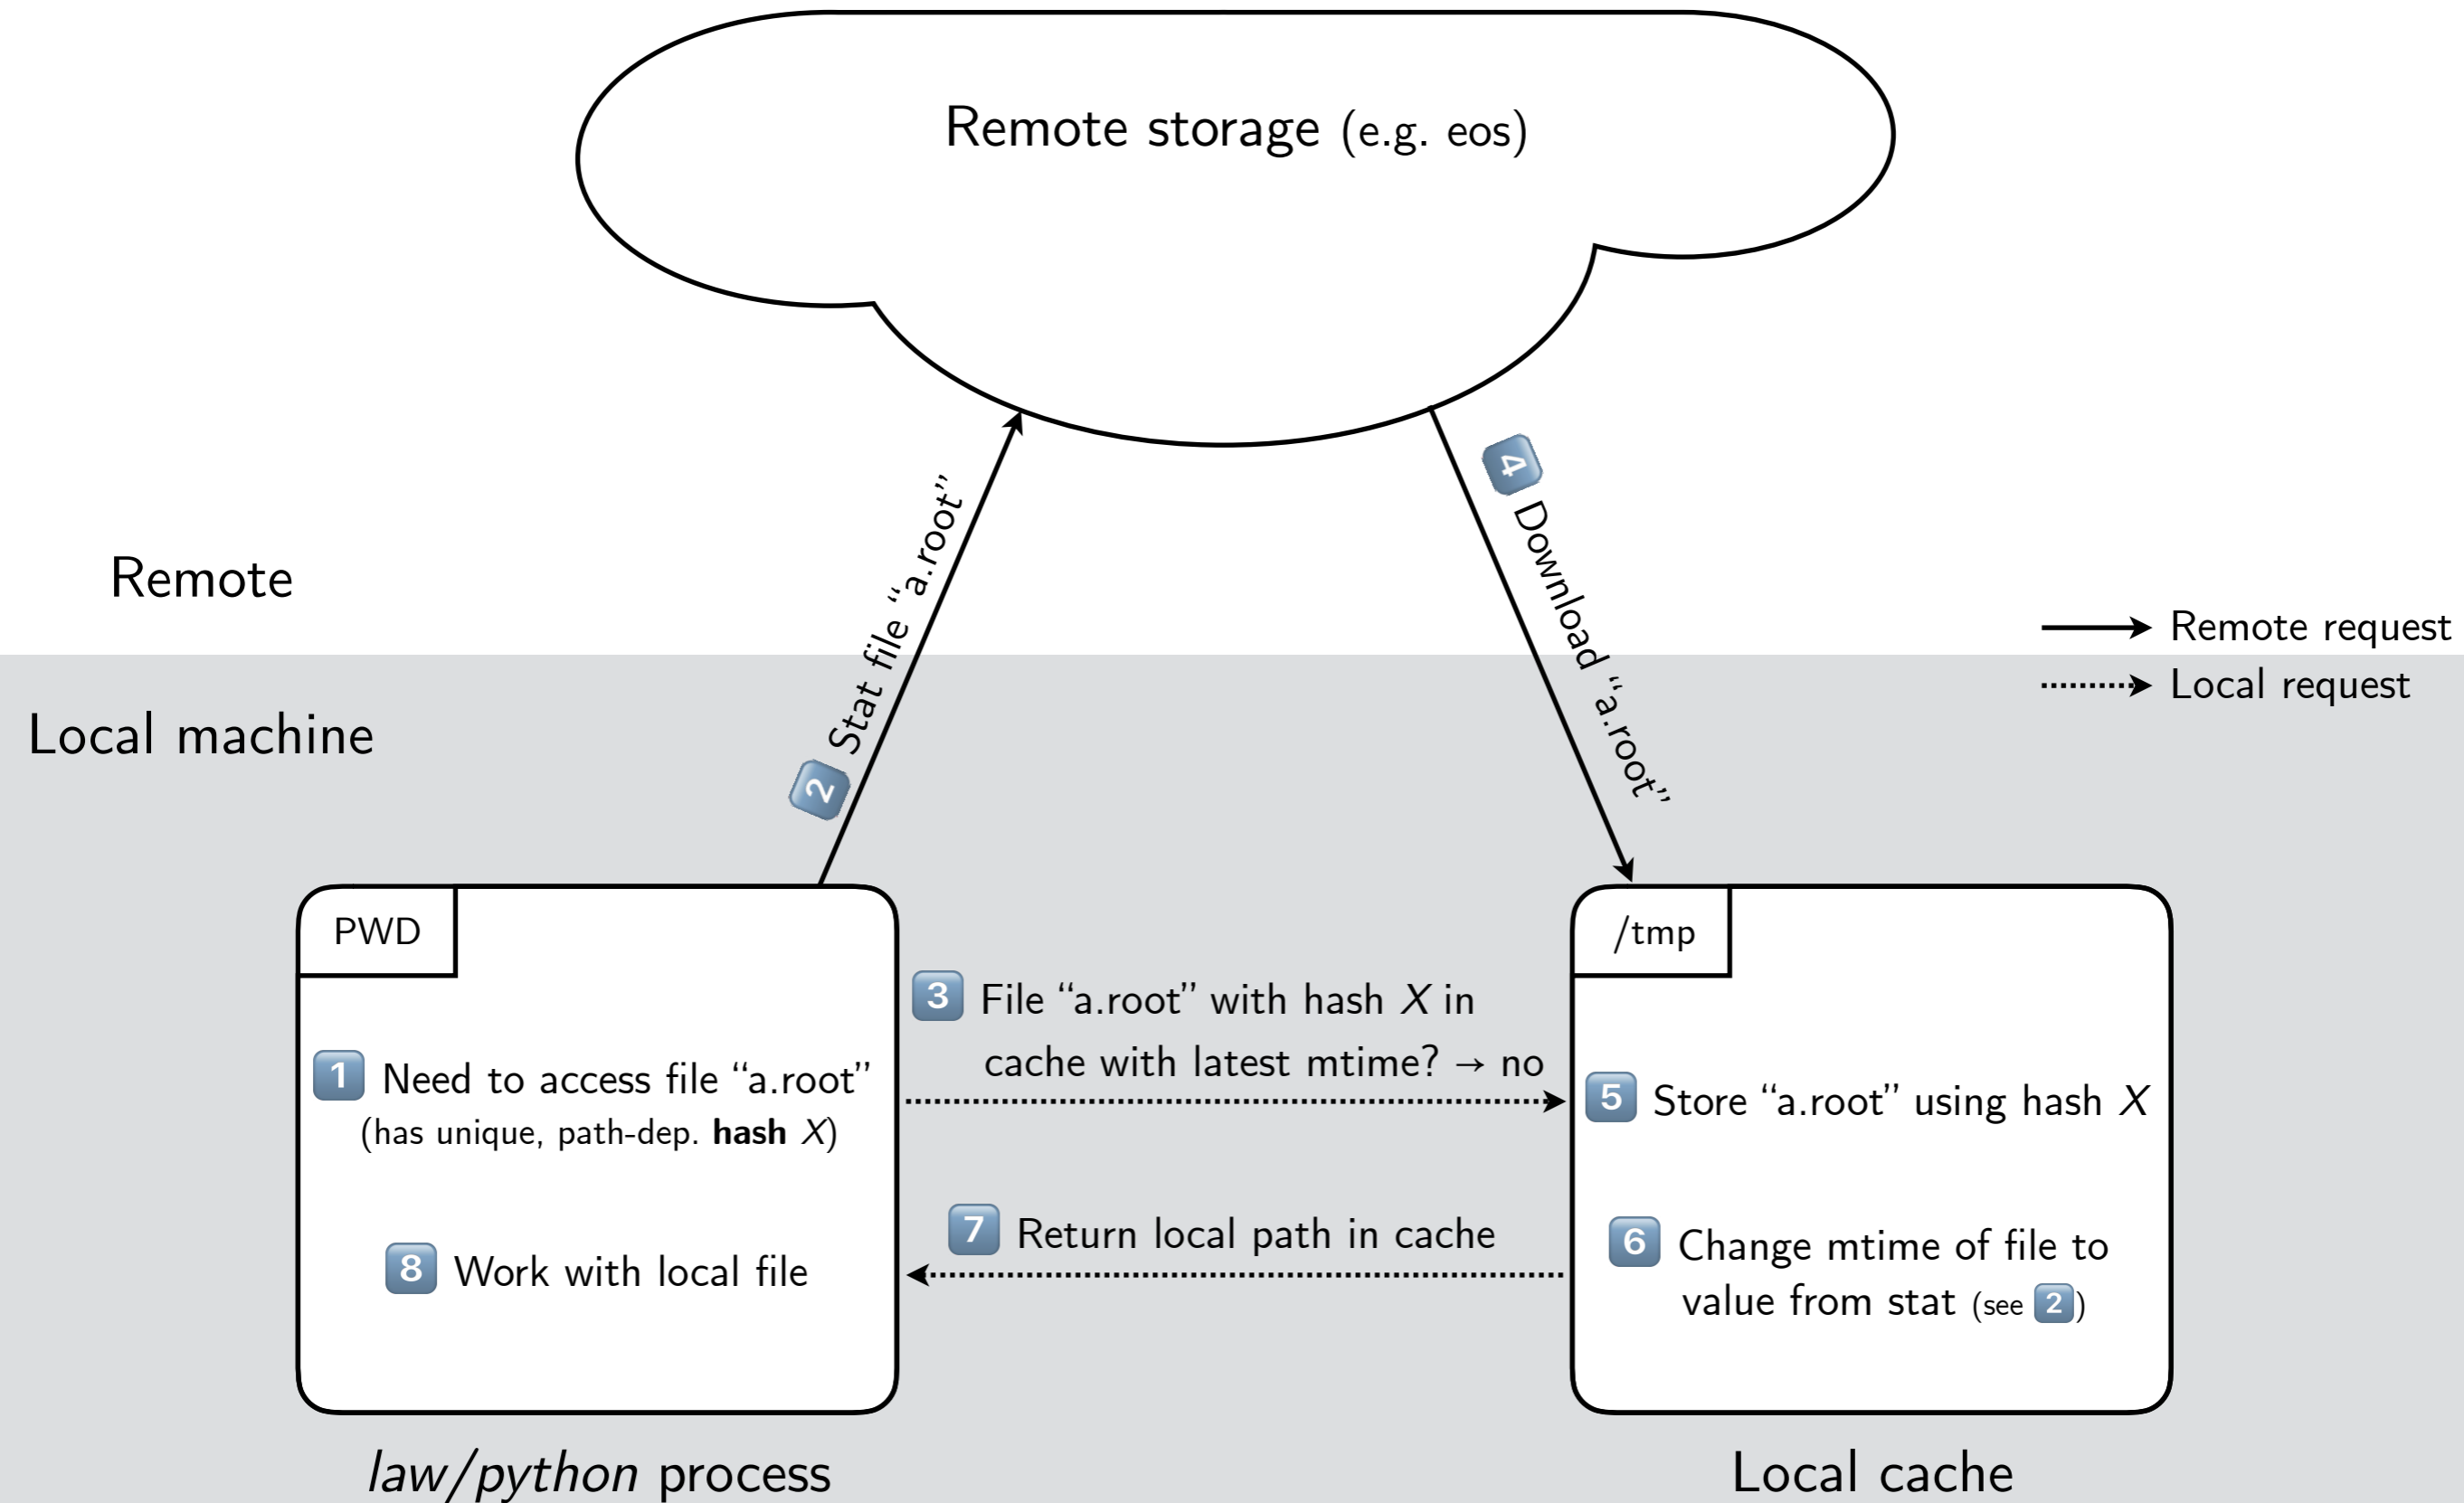 Remote storage (e.g. eos)
2 Stat file “a.root”
4 Download “a.root”
Remote
Remote request
Local request
Local machine
PWD
1 Need to access file “a.root”
(has unique, path-dep. hash X)
8 Work with local file
3 File “a.root” with hash X in
cache with latest mtime? → no
7 Return local path in cache
/tmp
5 Store “a.root” using hash X
6 Change mtime of file to
value from stat (see 2)
law/python process
Local cache